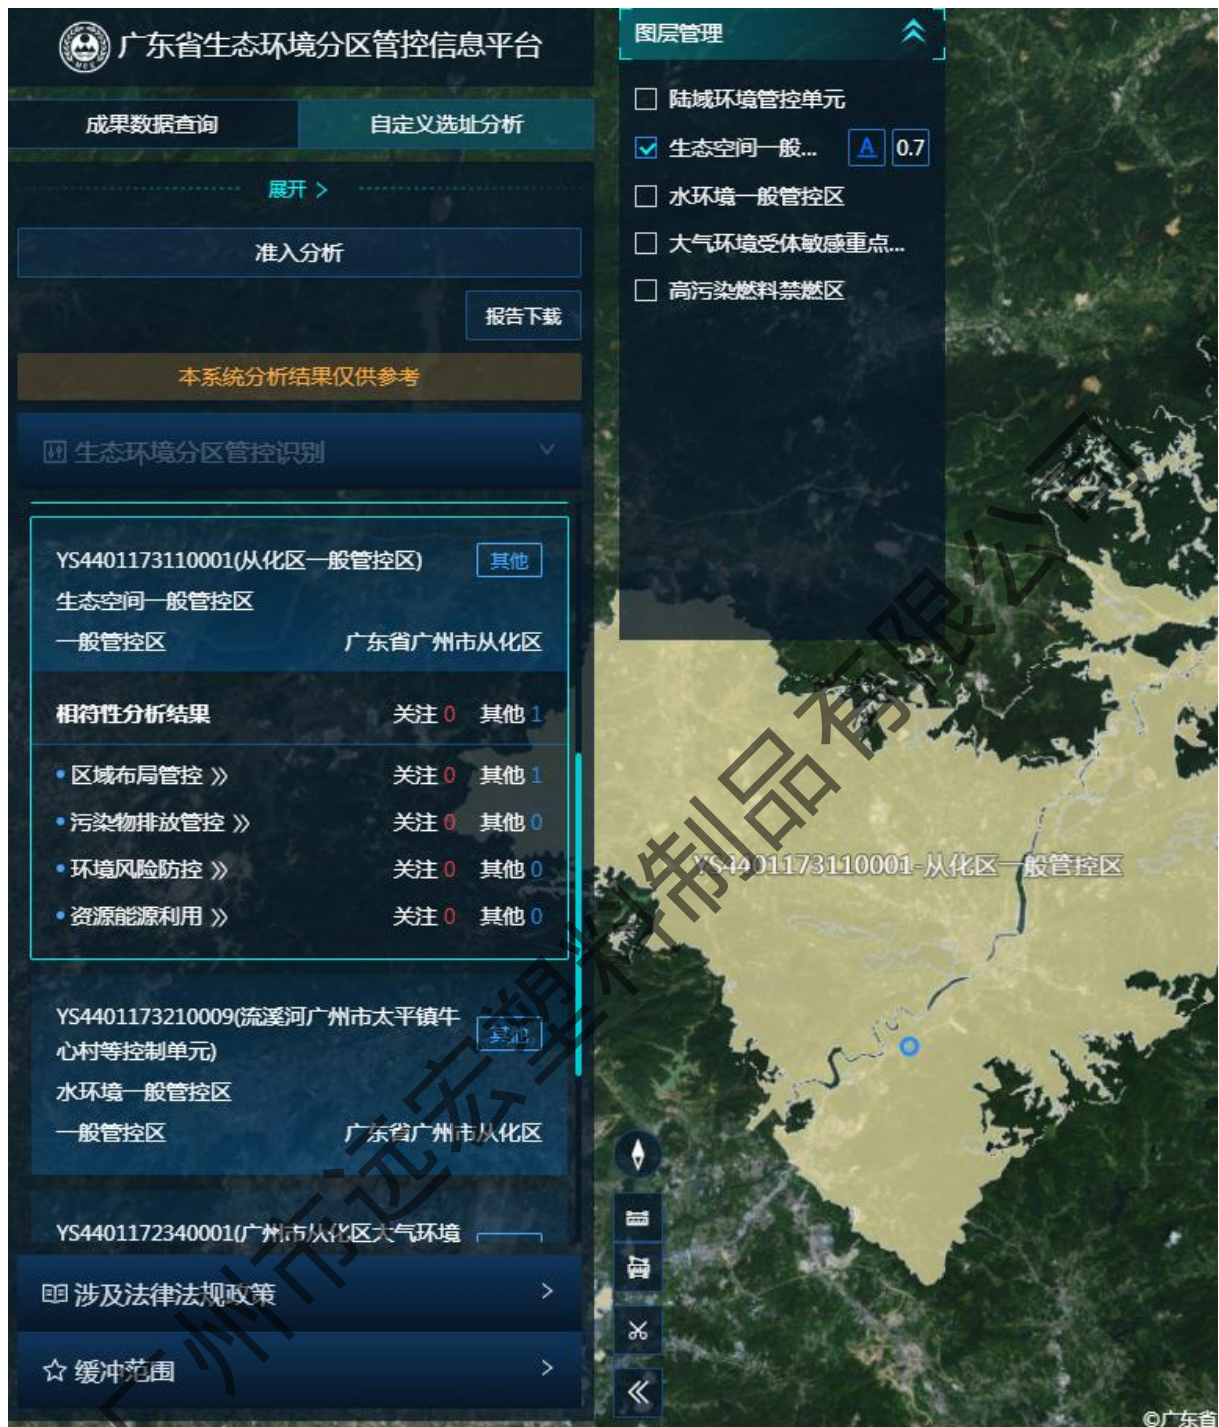 广东省生态环境分区管控信息平台
成果数据查询
自定义选址分析
展开 >
准入分析
报告下载
本系统分析结果仅供参考
生态环境分区管控识别
YS4401173110001(从化区一般管控区)
其他
生态空间一般管控区
一般管控区
广东省广州市从化区
相符性分析结果
关注 0 其他 1
区域布局管控 »
关注 0 其他 1
污染物排放管控 »
关注 0 其他 0
环境风险防控 »
关注 0 其他 0
资源能源利用 »
关注 0 其他 0
YS4401173210009(流溪河广州市太平镇牛
心村等控制单元)
其他
水环境一般管控区
一般管控区
广东省广州市从化区
YS4401172340001(广州市从化区大气环境
涉及法律法规政策
缓冲范围
图层管理
陆域环境管控单元
生态空间一般...
A
0.7
水环境一般管控区
大气环境受体敏感重点...
高污染燃料禁燃区
YS4401173110001-从化区一般管控区
©广东省
广州市远宏塑料制品有限公司